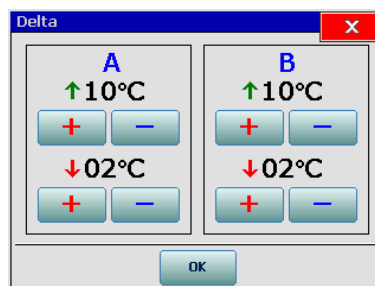 Delta X
A B
↑10°C ↑10°C
+ − + −
↓02°C ↓02°C
+ − + −
OK